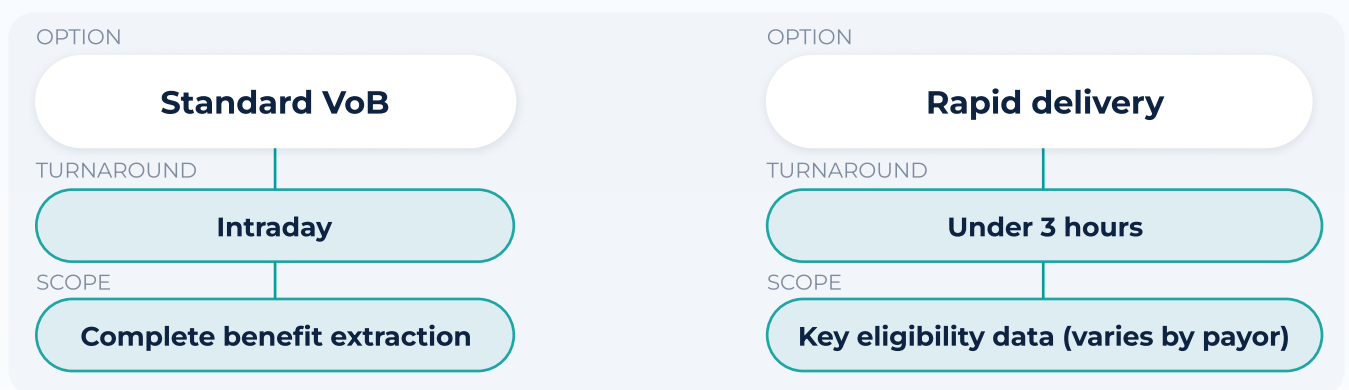 OPTION
Standard VoB
TURNAROUND
Intraday
SCOPE
Complete benefit extraction
OPTION
Rapid delivery
TURNAROUND
Under 3 hours
SCOPE
Key eligibility data (varies by payor)